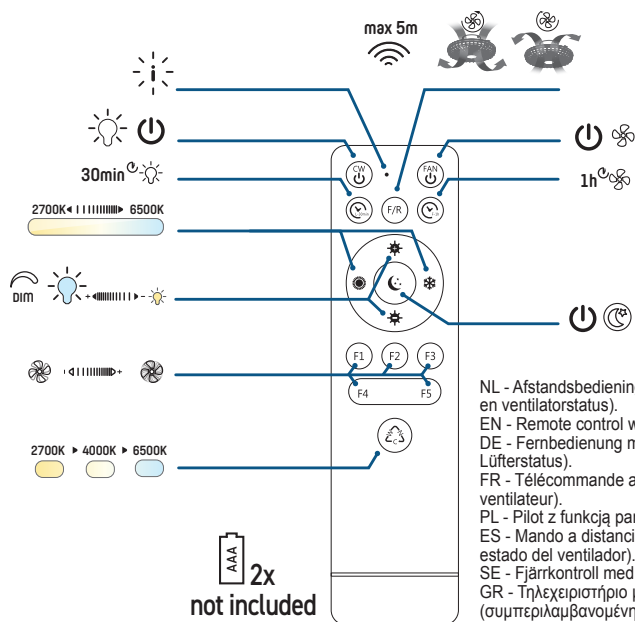 max 5m
CW
FAN
30min
1h
F/R
2700K 6500K
DIM
- +
+ -
F1 F2 F3
F4 F5
2700K 4000K 6500K
C
AAA
2x
not included
NL - Afstandsbediening
en ventilatorstatus).
EN - Remote control w
DE - Fernbedienung m
Lüfterstatus).
FR - Télécommande a
ventilateur).
PL - Pilot z funkcją pam
ES - Mando a distanci
estado del ventilador).
SE - Fjärrkontroll med
GR - Τηλεχειριστήριο μ
(συμπεριλαμβανομένη